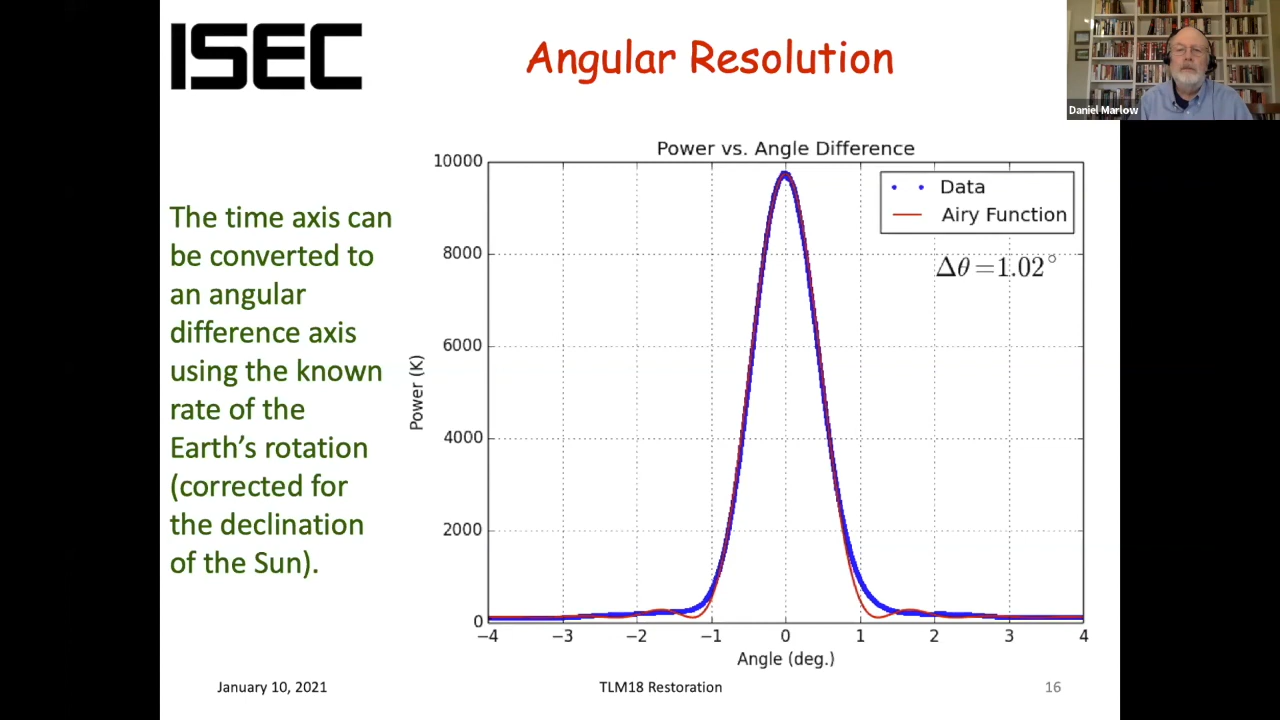 ISEC
Angular Resolution
Daniel Marlow
The time axis can
be converted to
an angular
difference axis
using the known
rate of the
Earth’s rotation
(corrected for
the declination
of the Sun).
Power vs. Angle Difference
Data
Airy Function
Δθ=1.02°
Power (K)
10000
8000
6000
4000
2000
0
−4 −3 −2 −1 0 1 2 3 4
Angle (deg.)
January 10, 2021 TLM18 Restoration 16